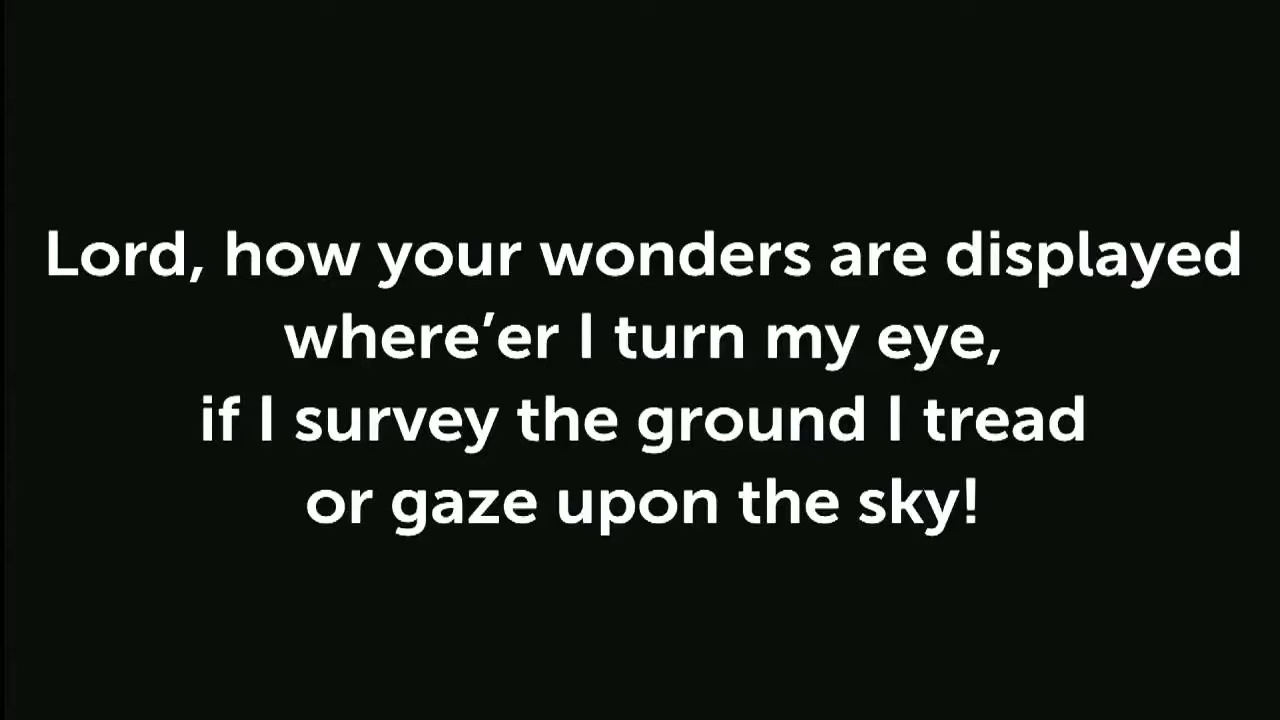 Lord, how your wonders are displayed
where’er I turn my eye,
if I survey the ground I tread
or gaze upon the sky!